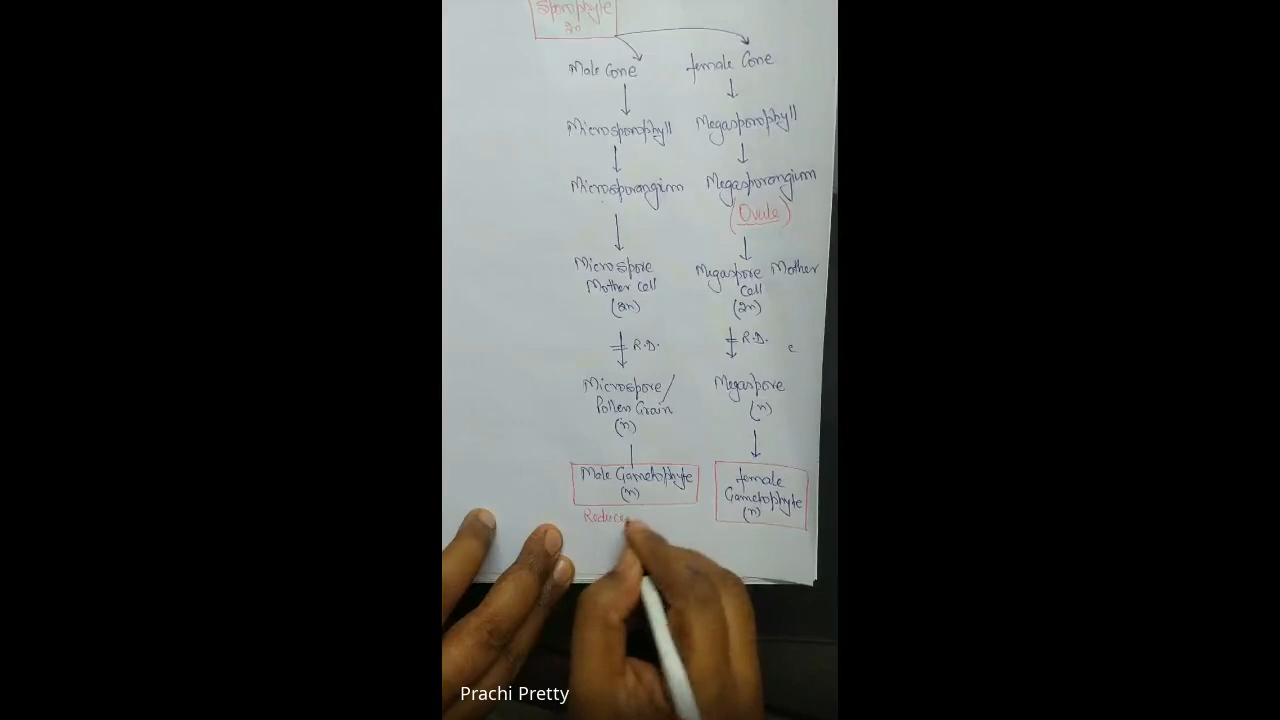 Sporophyte
2n
Male Cone
female Cone
Microsporophyll
Megasporophyll
Microsporangium
Megasporangium
(Ovule)
Microspore
Mother Cell
(2n)
Megaspore Mother
Cell
(2n)
R.D.
R.D.
Microspore/
Pollen Grain
(n)
Megaspore
(n)
Male Gametophyte
(n)
female
Gametophyte
(n)
Reduce
Prachi Pretty